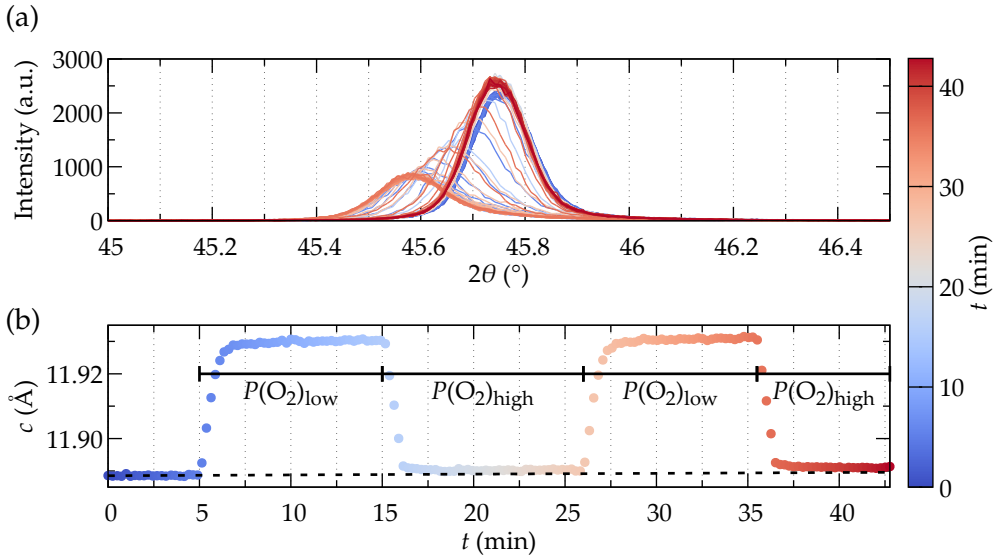 (a)
Intensity (a.u.)
3000
2000
1000
0
45
45.2
45.4
45.6
45.8
46
46.2
46.4
2θ (°)
40
30
20
10
0
t (min)
(b)
c (Å)
11.92
11.90
P(O₂)low
P(O₂)high
P(O₂)low
P(O₂)high
0
5
10
15
20
25
30
35
40
t (min)